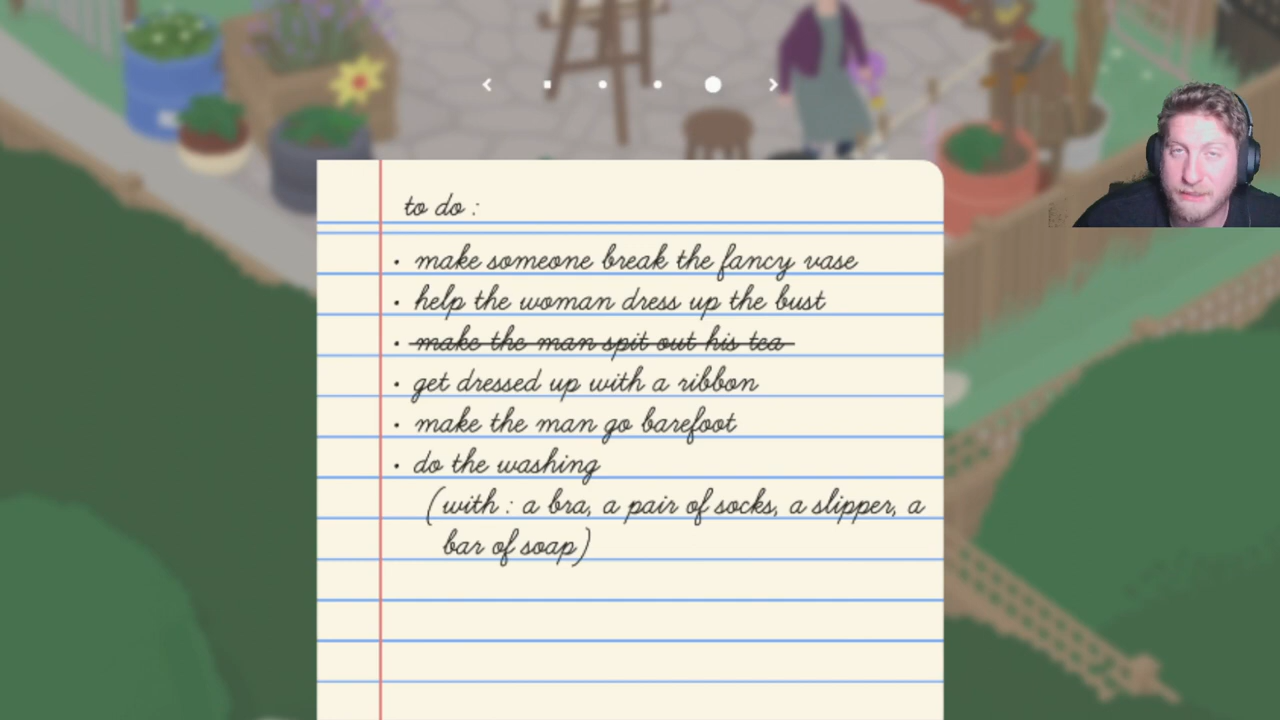 to do :
• make someone break the fancy vase
• help the woman dress up the bust
• make the man spit out his tea
• get dressed up with a ribbon
• make the man go barefoot
• do the washing
(with : a bra, a pair of socks, a slipper, a
bar of soap)